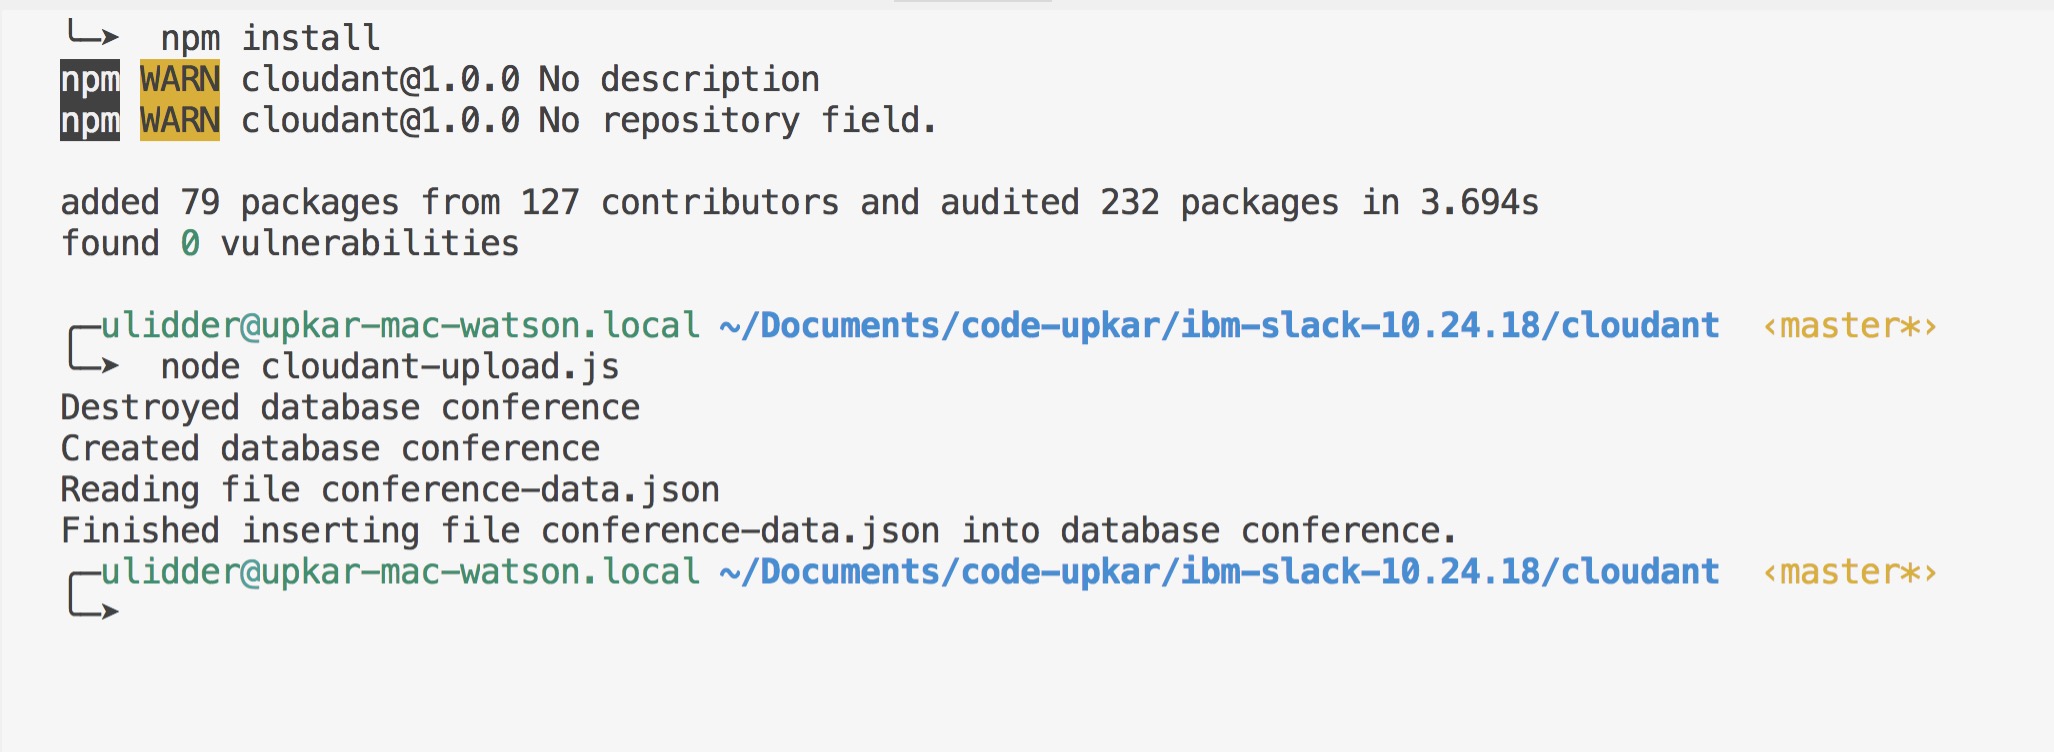 ╰─➤  npm install
npm WARN cloudant@1.0.0 No description
npm WARN cloudant@1.0.0 No repository field.
added 79 packages from 127 contributors and audited 232 packages in 3.694s
found 0 vulnerabilities
╭─ulidder@upkar-mac-watson.local ~/Documents/code-upkar/ibm-slack-10.24.18/cloudant  ‹master*›
╰─➤  node cloudant-upload.js
Destroyed database conference
Created database conference
Reading file conference-data.json
Finished inserting file conference-data.json into database conference.
╭─ulidder@upkar-mac-watson.local ~/Documents/code-upkar/ibm-slack-10.24.18/cloudant  ‹master*›
╰─➤